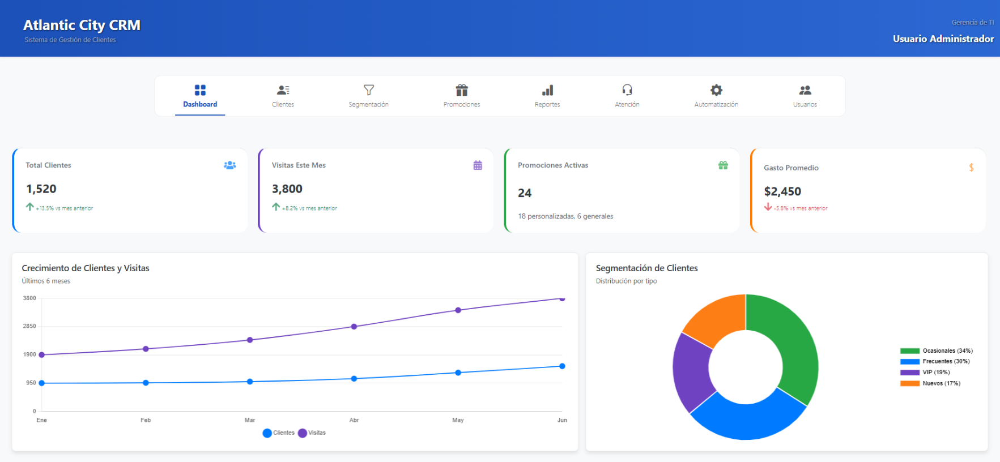 Atlantic City CRM
Sistema de Gestión de Clientes
Gerencia de TI
Usuario Administrador
Dashboard
Clientes
Segmentación
Promociones
Reportes
Atención
Automatización
Usuarios
Total Clientes
1,520
+13.5% vs mes anterior
Visitas Este Mes
3,800
+8.2% vs mes anterior
Promociones Activas
24
18 personalizadas, 6 generales
Gasto Promedio
$
$2,450
-5.8% vs mes anterior
Crecimiento de Clientes y Visitas
Últimos 6 meses
3800
2850
1900
950
0
Ene Feb Mar Abr May Jun
Clientes Visitas
Segmentación de Clientes
Distribución por tipo
Ocasionales (34%)
Frecuentes (30%)
VIP (19%)
Nuevos (17%)